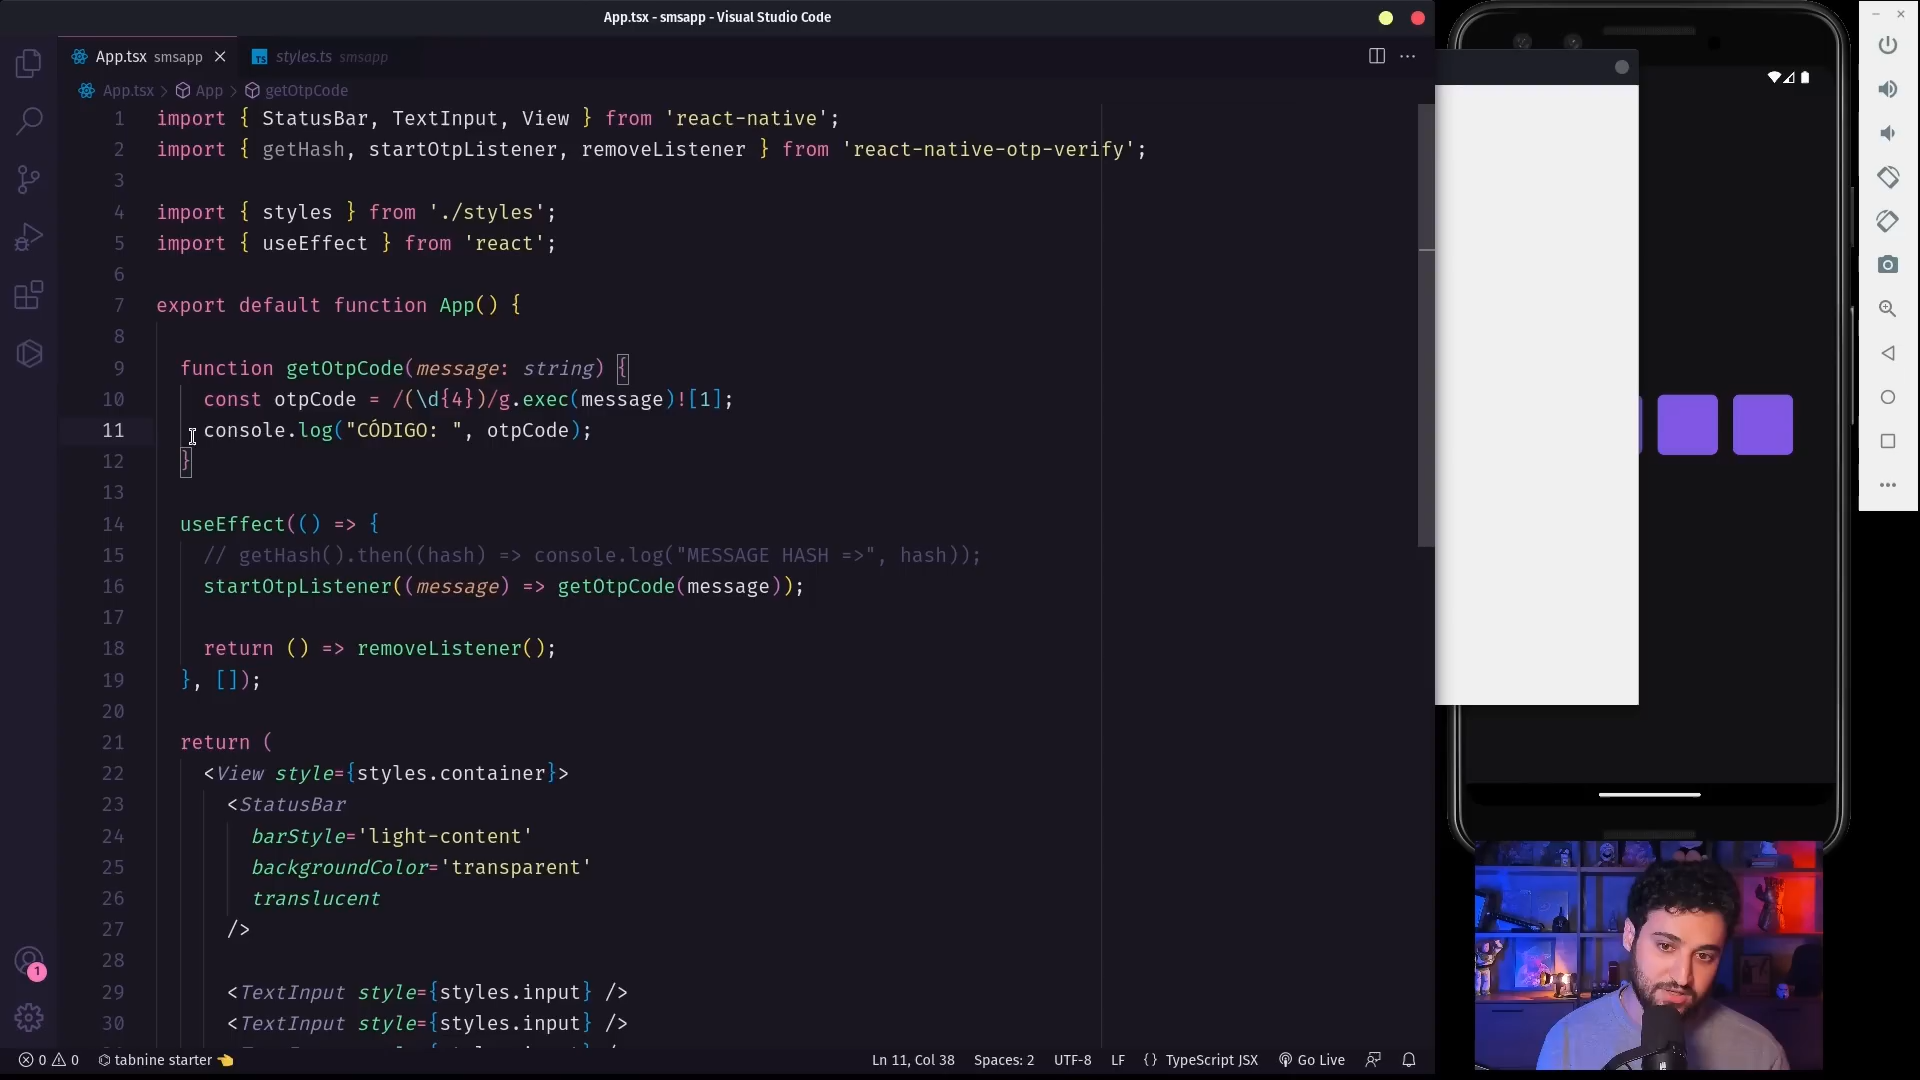 App.tsx - smsapp - Visual Studio Code
App.tsx smsapp
styles.ts smsapp
App.tsx > App > getOtpCode
1 import { StatusBar, TextInput, View } from 'react-native';
2 import { getHash, startOtpListener, removeListener } from 'react-native-otp-verify';
3
4 import { styles } from './styles';
5 import { useEffect } from 'react';
6
7 export default function App() {
8
9 function getOtpCode(message: string) {
10 const otpCode = /(\d{4})/g.exec(message)![1];
11 console.log("CÓDIGO: ", otpCode);
12 }
13
14 useEffect(() => {
15 // getHash().then((hash) => console.log("MESSAGE HASH =>", hash));
16 startOtpListener((message) => getOtpCode(message));
17
18 return () => removeListener();
19 }, []);
20
21 return (
22 <View style={styles.container}>
23 <StatusBar
24 barStyle='light-content'
25 backgroundColor='transparent'
26 translucent
27 />
28
29 <TextInput style={styles.input} />
30 <TextInput style={styles.input} />
1
0 0 tabnine starter Ln 11, Col 38 Spaces: 2 UTF-8 LF {} TypeScript JSX Go Live